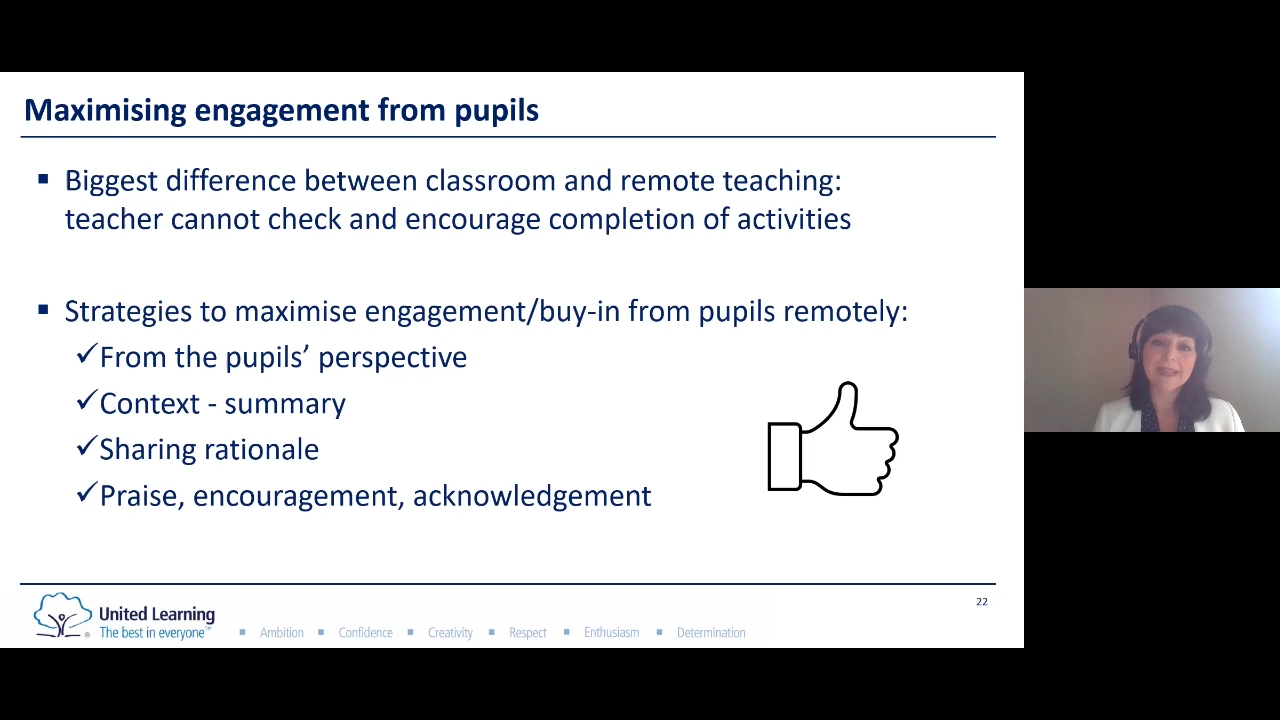 Maximising engagement from pupils
▪ Biggest difference between classroom and remote teaching:
teacher cannot check and encourage completion of activities
▪ Strategies to maximise engagement/buy-in from pupils remotely:
✓From the pupils’ perspective
✓Context - summary
✓Sharing rationale
✓Praise, encouragement, acknowledgement
22
United Learning
The best in everyone™
▪ Ambition ▪ Confidence ▪ Creativity ▪ Respect ▪ Enthusiasm ▪ Determination